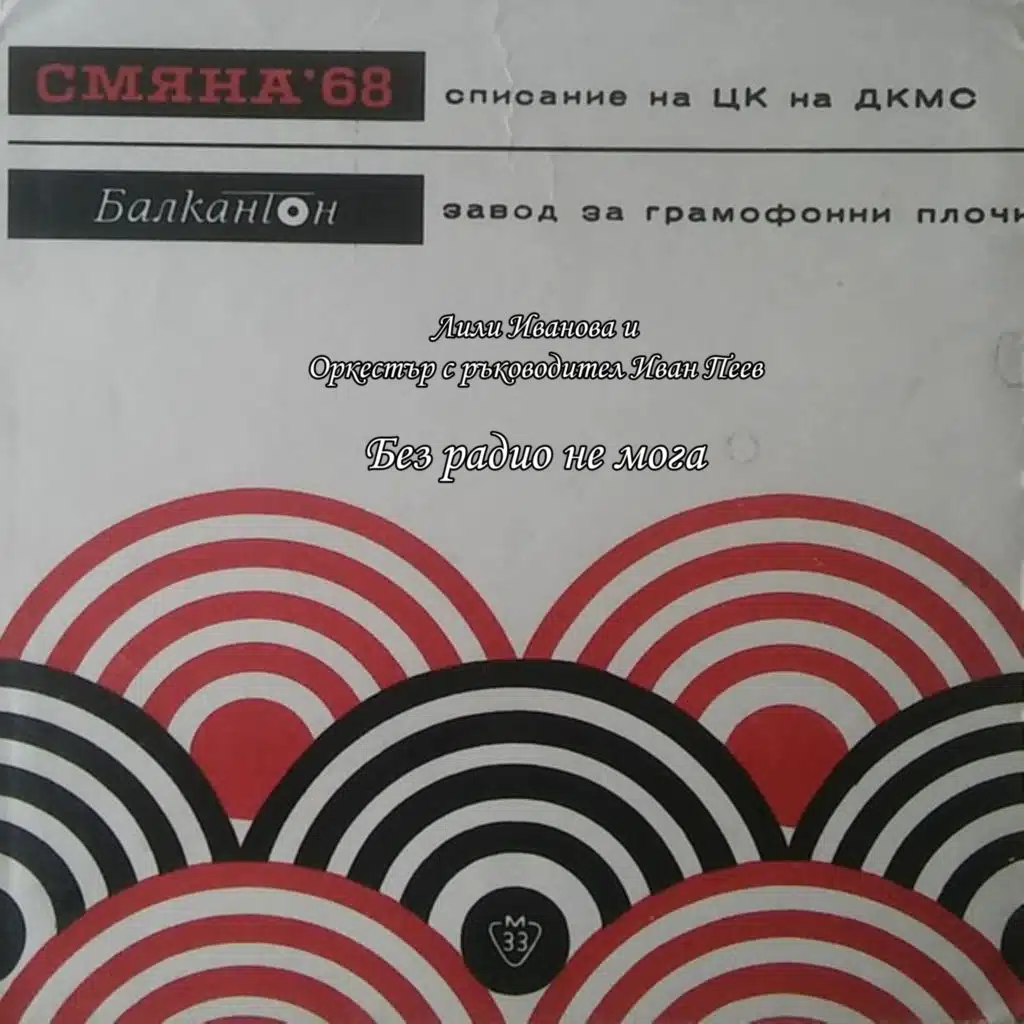 СМЯНА'68 списание на ЦК на ДКМС
Балкантон завод за грамофонни плочи
Лили Иванова и
Оркестър с ръководител Иван Пеев
Без радио не мога
М
33